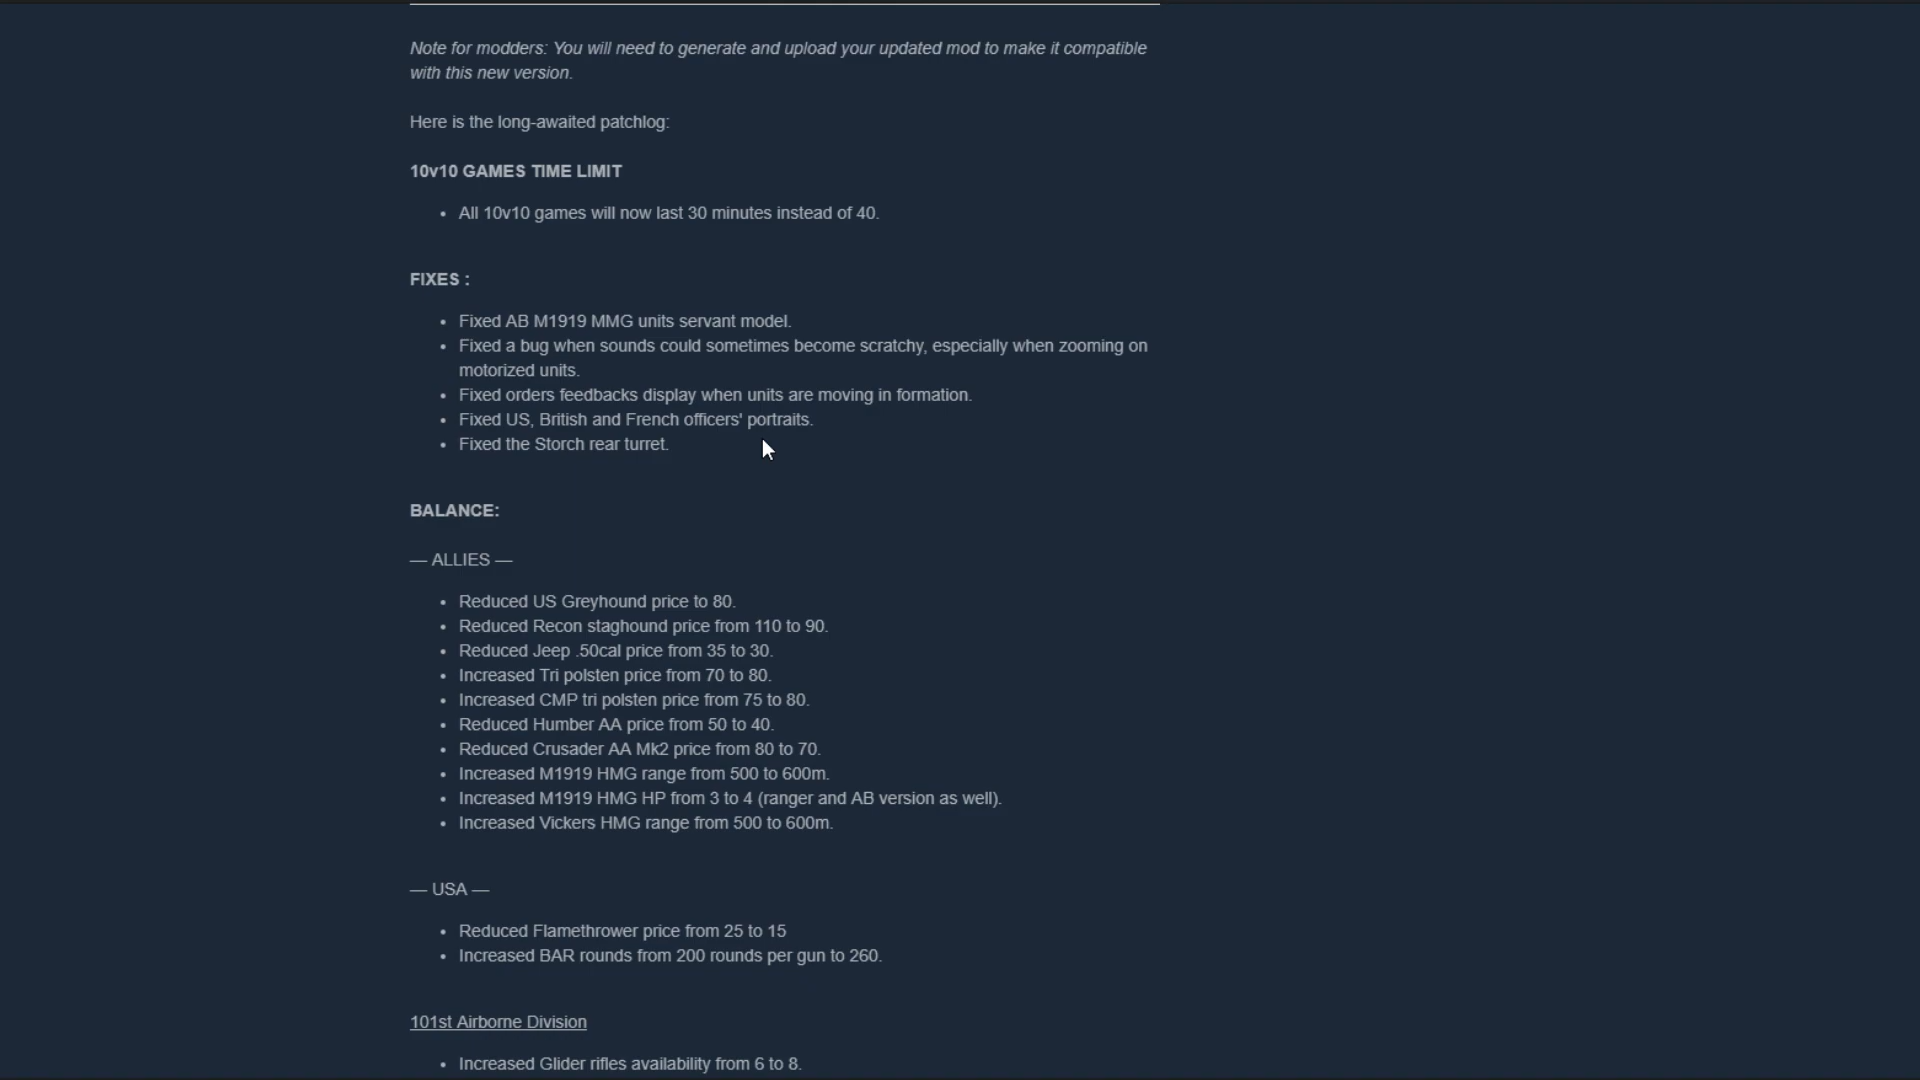 Note for modders: You will need to generate and upload your updated mod to make it compatible
with this new version.
Here is the long-awaited patchlog:
10v10 GAMES TIME LIMIT
• All 10v10 games will now last 30 minutes instead of 40.
FIXES :
• Fixed AB M1919 MMG units servant model.
• Fixed a bug when sounds could sometimes become scratchy, especially when zooming on
motorized units.
• Fixed orders feedbacks display when units are moving in formation.
• Fixed US, British and French officers' portraits.
• Fixed the Storch rear turret.
BALANCE:
— ALLIES —
• Reduced US Greyhound price to 80.
• Reduced Recon staghound price from 110 to 90.
• Reduced Jeep .50cal price from 35 to 30.
• Increased Tri polsten price from 70 to 80.
• Increased CMP tri polsten price from 75 to 80.
• Reduced Humber AA price from 50 to 40.
• Reduced Crusader AA Mk2 price from 80 to 70.
• Increased M1919 HMG range from 500 to 600m.
• Increased M1919 HMG HP from 3 to 4 (ranger and AB version as well).
• Increased Vickers HMG range from 500 to 600m.
— USA —
• Reduced Flamethrower price from 25 to 15
• Increased BAR rounds from 200 rounds per gun to 260.
101st Airborne Division
• Increased Glider rifles availability from 6 to 8.